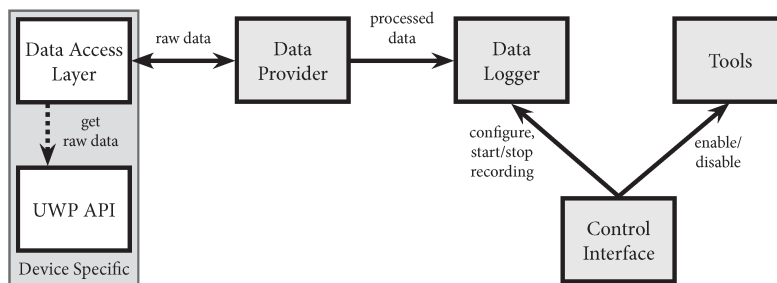 Data Access
Layer
raw data
Data
Provider
processed
data
Data
Logger
Tools
get
raw data
configure,
start/stop
recording
enable/
disable
UWP API
Control
Interface
Device Specific